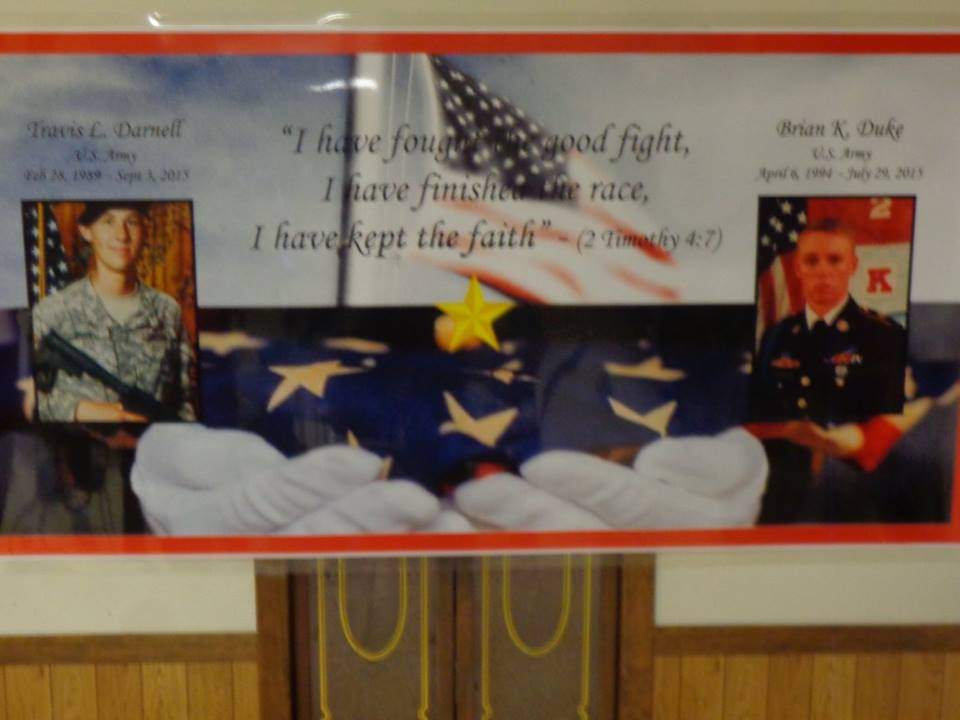 Travis L. Darnell
U.S. Army
Feb 28, 1989 - Sept 3, 2015
"I have fought the good fight,
I have finished the race,
I have kept the faith" - (2 Timothy 4:7)
Brian K. Duke
U.S. Army
April 6, 1994 - July 29, 2015
2
K